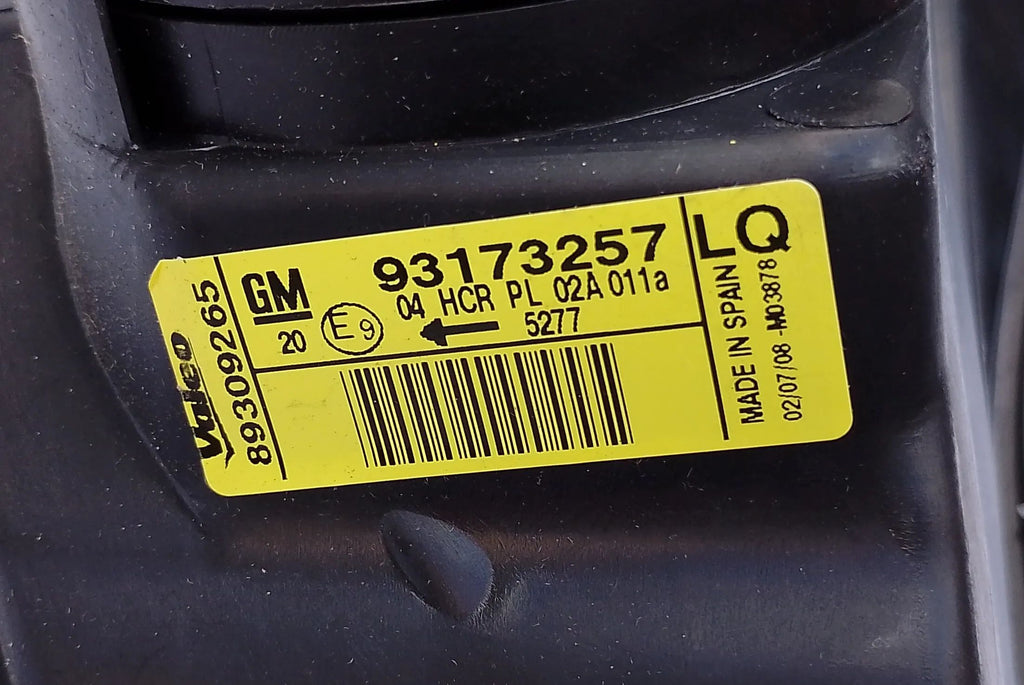 Valeo
89309265
GM
93173257
04 HCR PL 02A 011a
20 E9 5277
LQ
MADE IN SPAIN
02/07/08 -M03878